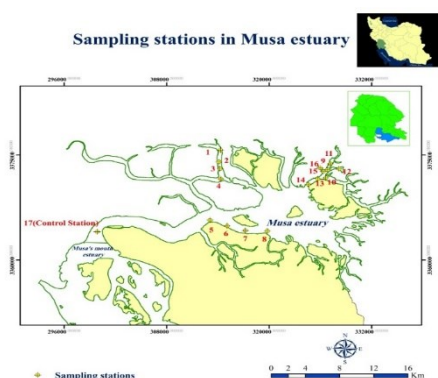 Sampling stations in Musa estuary
296000 308000 320000 332000
1
2
3
4
11
16 9
15 12
14 13 10
17(Control Station)
Musa estuary
Musa's mouth
estuary
5
6
7
8
296000 308000 320000 332000
N
W E
S
Sampling stations
0 2 4 8 12 16
Km